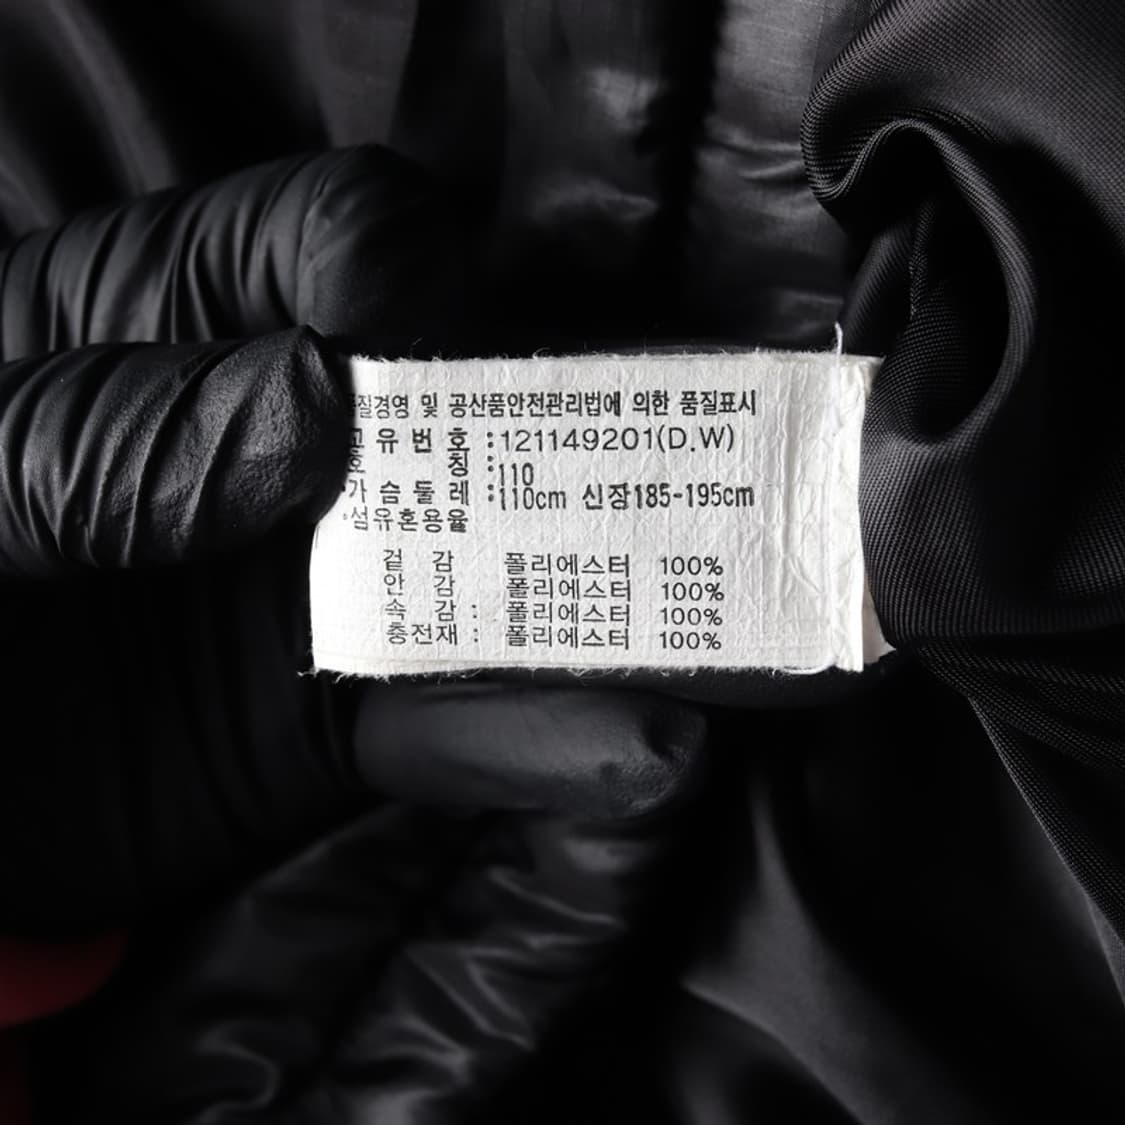 품질경영 및 공산품안전관리법에 의한 품질표시
고유번호 :121149201(D.W)
호칭 :110
가슴둘레 :110cm 신장185-195cm
·섬유혼용율
겉감 폴리에스터 100%
안감 폴리에스터 100%
속감 : 폴리에스터 100%
충전재 : 폴리에스터 100%